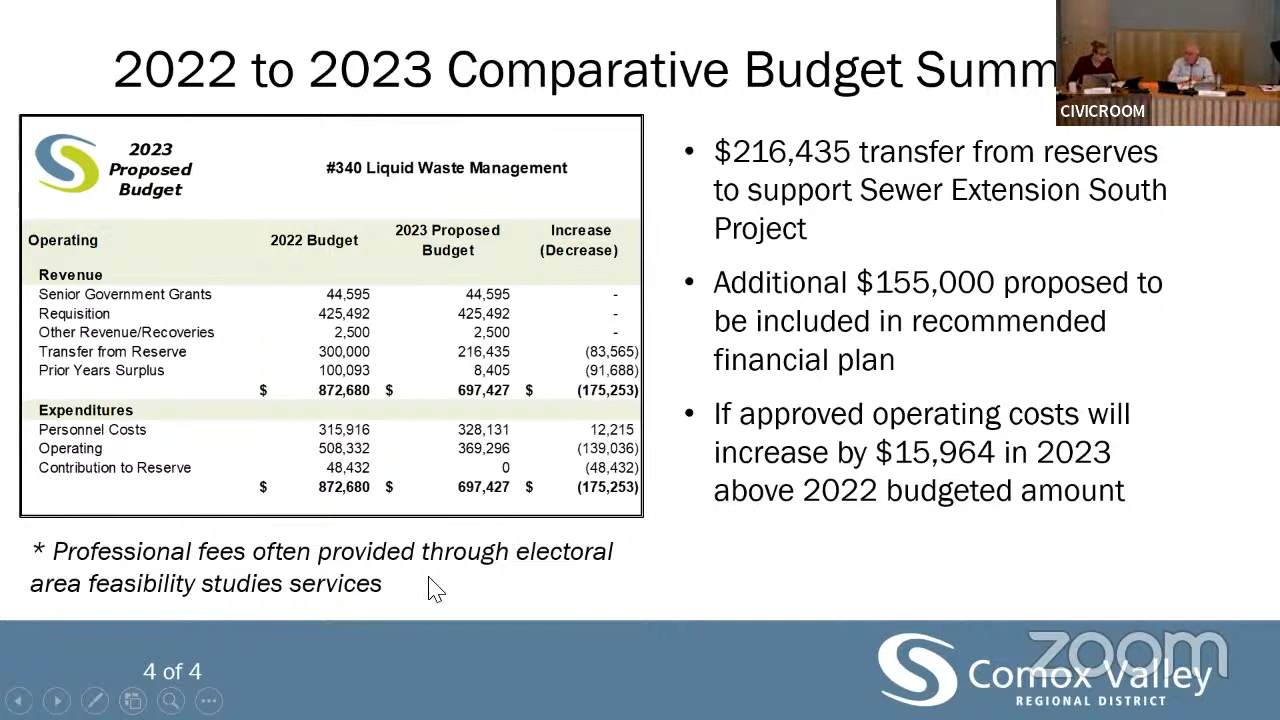 2022 to 2023 Comparative Budget Summ
CIVICROOM
2023
Proposed
Budget
#340 Liquid Waste Management
Operating 2022 Budget 2023 Proposed Budget Increase (Decrease)
Revenue
Senior Government Grants 44,595 44,595 -
Requisition 425,492 425,492 -
Other Revenue/Recoveries 2,500 2,500 -
Transfer from Reserve 300,000 216,435 (83,565)
Prior Years Surplus 100,093 8,405 (91,688)
$ 872,680 $ 697,427 $ (175,253)
Expenditures
Personnel Costs 315,916 328,131 12,215
Operating 508,332 369,296 (139,036)
Contribution to Reserve 48,432 0 (48,432)
$ 872,680 $ 697,427 $ (175,253)
* Professional fees often provided through electoral
area feasibility studies services
• $216,435 transfer from reserves
to support Sewer Extension South
Project
• Additional $155,000 proposed to
be included in recommended
financial plan
• If approved operating costs will
increase by $15,964 in 2023
above 2022 budgeted amount
4 of 4
zoom
Comox Valley
REGIONAL DISTRICT